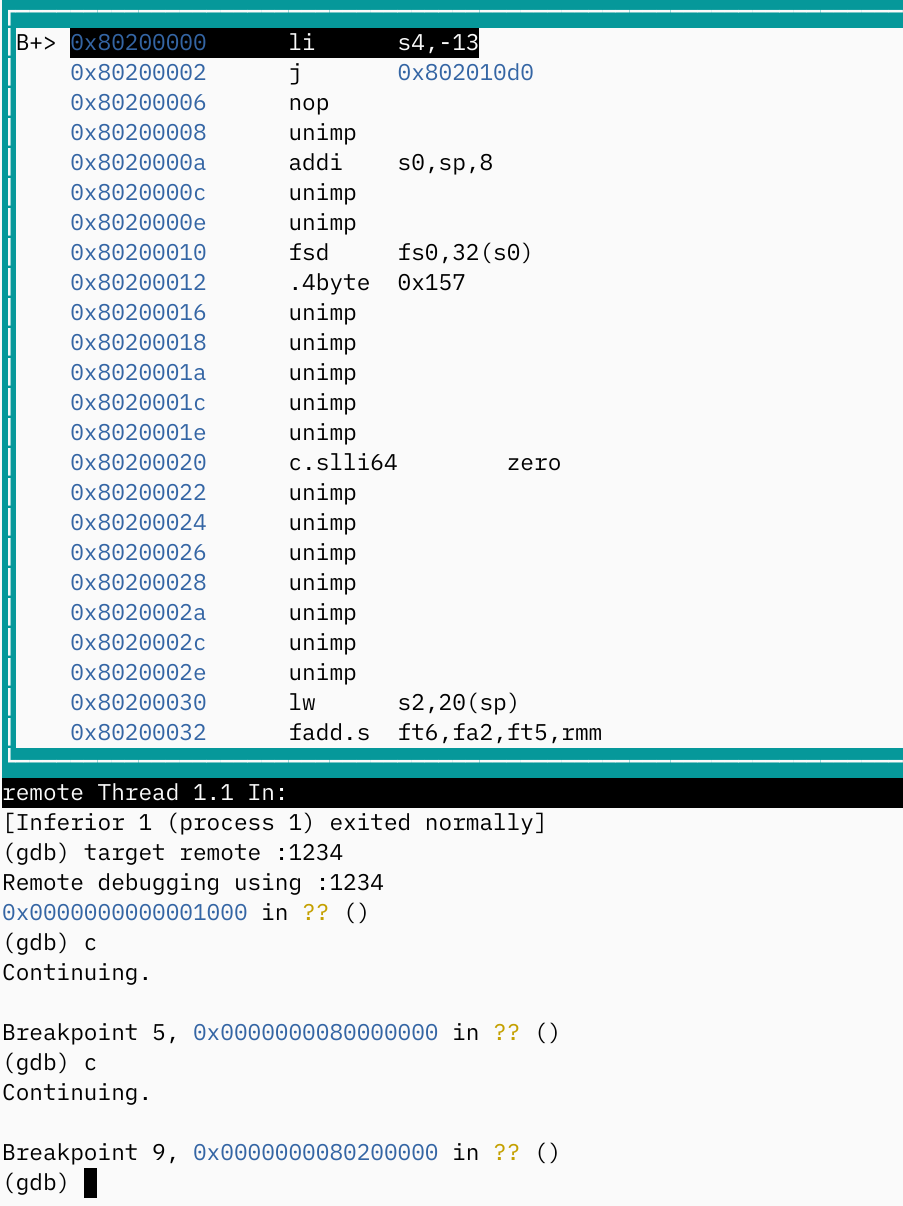 B+> 0x80200000 li s4,-13
0x80200002 j 0x802010d0
0x80200006 nop
0x80200008 unimp
0x8020000a addi s0,sp,8
0x8020000c unimp
0x8020000e unimp
0x80200010 fsd fs0,32(s0)
0x80200012 .4byte 0x157
0x80200016 unimp
0x80200018 unimp
0x8020001a unimp
0x8020001c unimp
0x8020001e unimp
0x80200020 c.slli64 zero
0x80200022 unimp
0x80200024 unimp
0x80200026 unimp
0x80200028 unimp
0x8020002a unimp
0x8020002c unimp
0x8020002e unimp
0x80200030 lw s2,20(sp)
0x80200032 fadd.s ft6,fa2,ft5,rmm
remote Thread 1.1 In:
[Inferior 1 (process 1) exited normally]
(gdb) target remote :1234
Remote debugging using :1234
0x0000000000001000 in ?? ()
(gdb) c
Continuing.
Breakpoint 5, 0x0000000080000000 in ?? ()
(gdb) c
Continuing.
Breakpoint 9, 0x0000000080200000 in ?? ()
(gdb)